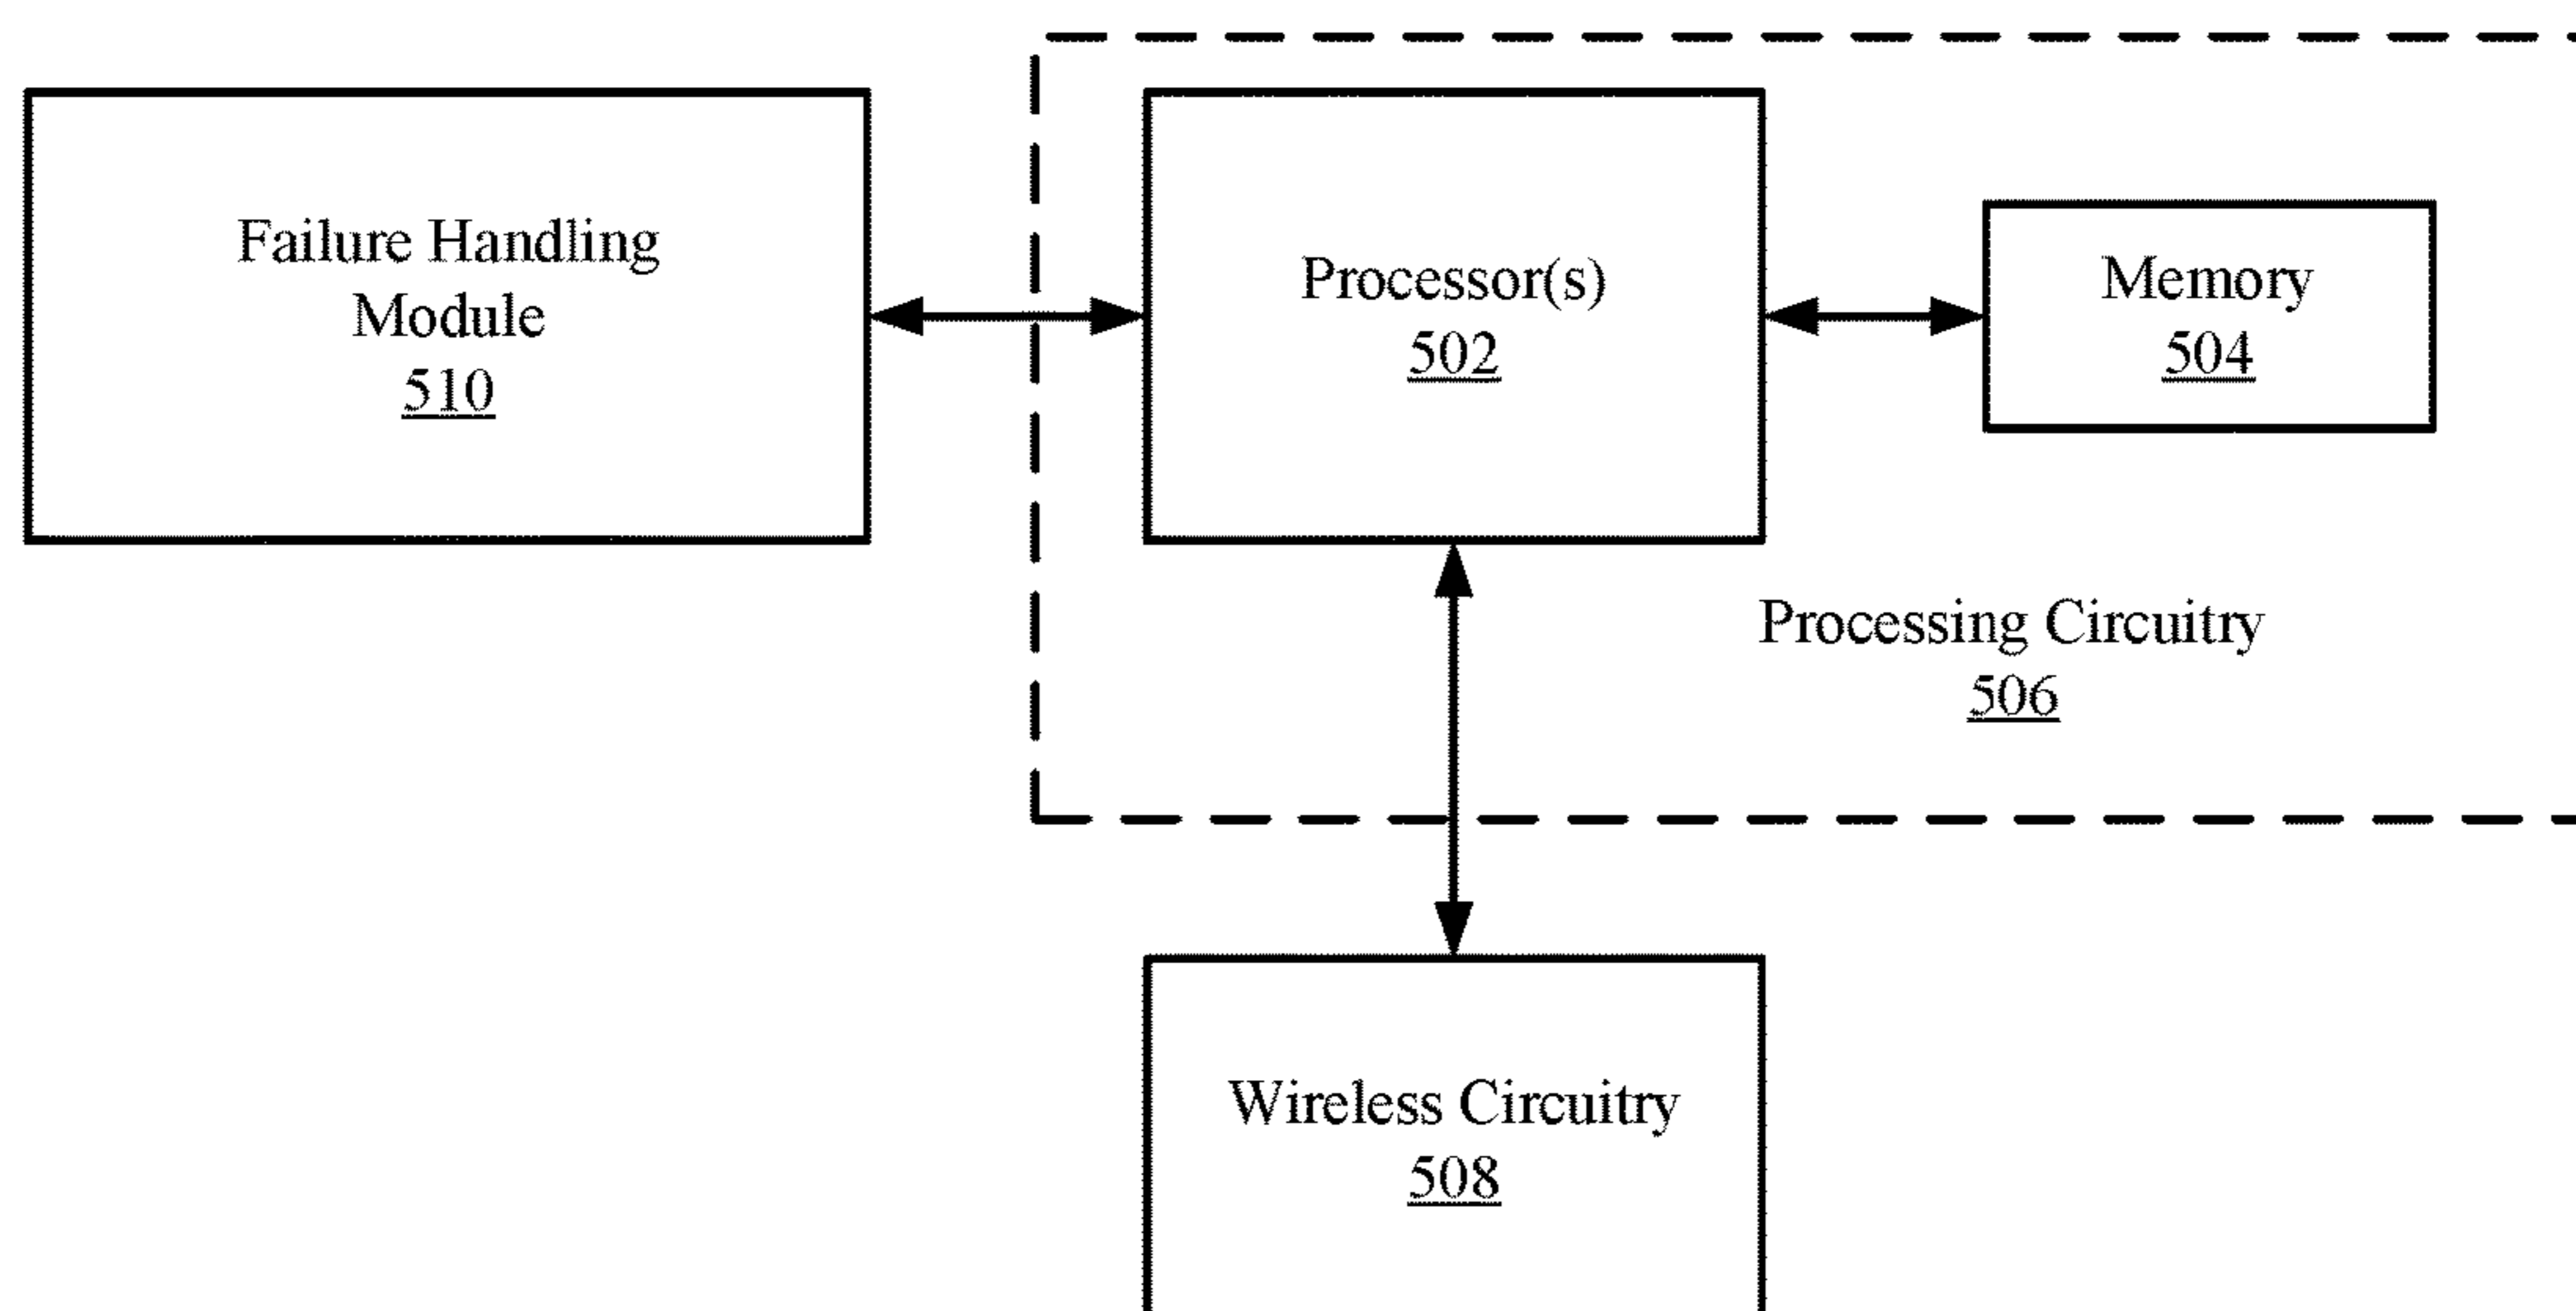 Failure Handling
Module
510
Processor(s)
502
Memory
504
Processing Circuitry
506
Wireless Circuitry
508